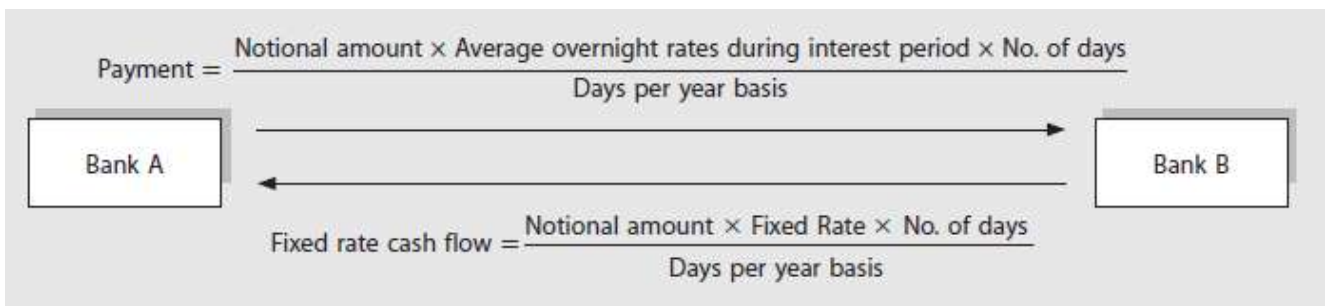 Payment = Notional amount × Average overnight rates during interest period × No. of days
Days per year basis
Bank A
Bank B
Fixed rate cash flow = Notional amount × Fixed Rate × No. of days
Days per year basis